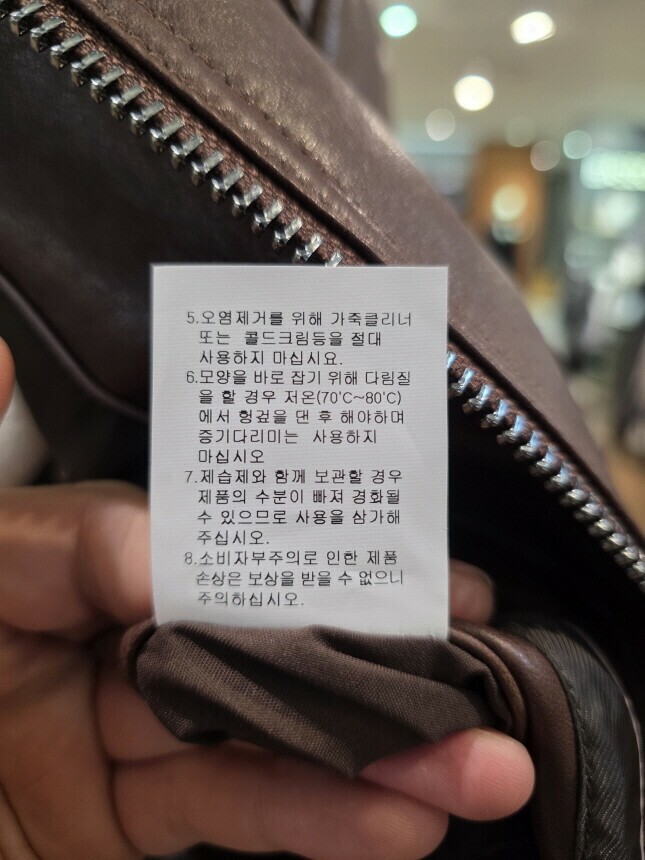 5.오염제거를 위해 가죽클리너
또는 콜드크림등을 절대
사용하지 마십시요.
6.모양을 바로 잡기 위해 다림질
을 할 경우 저온(70℃~80℃)
에서 헝겊을 댄 후 해야하며
증기다리미는 사용하지
마십시오
7.제습제와 함께 보관할 경우
제품의 수분이 빠져 경화될
수 있으므로 사용을 삼가해
주십시오.
8.소비자부주의로 인한 제품
손상은 보상을 받을 수 없으니
주의하십시오.